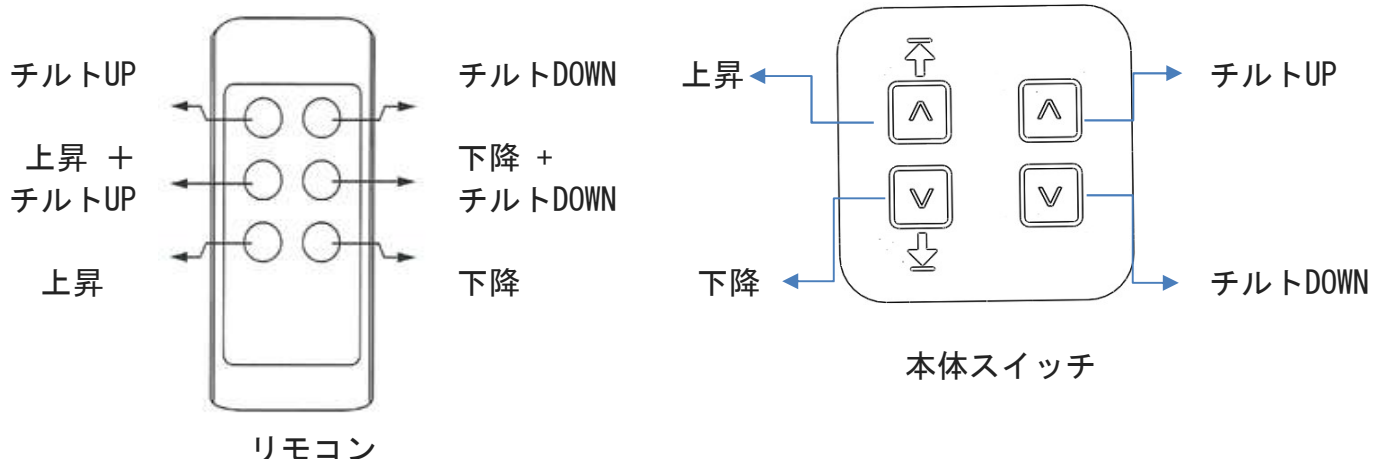 チルトUP
チルトDOWN
上昇 +
チルトUP
下降 +
チルトDOWN
上昇
下降
リモコン
上昇
チルトUP
下降
チルトDOWN
本体スイッチ